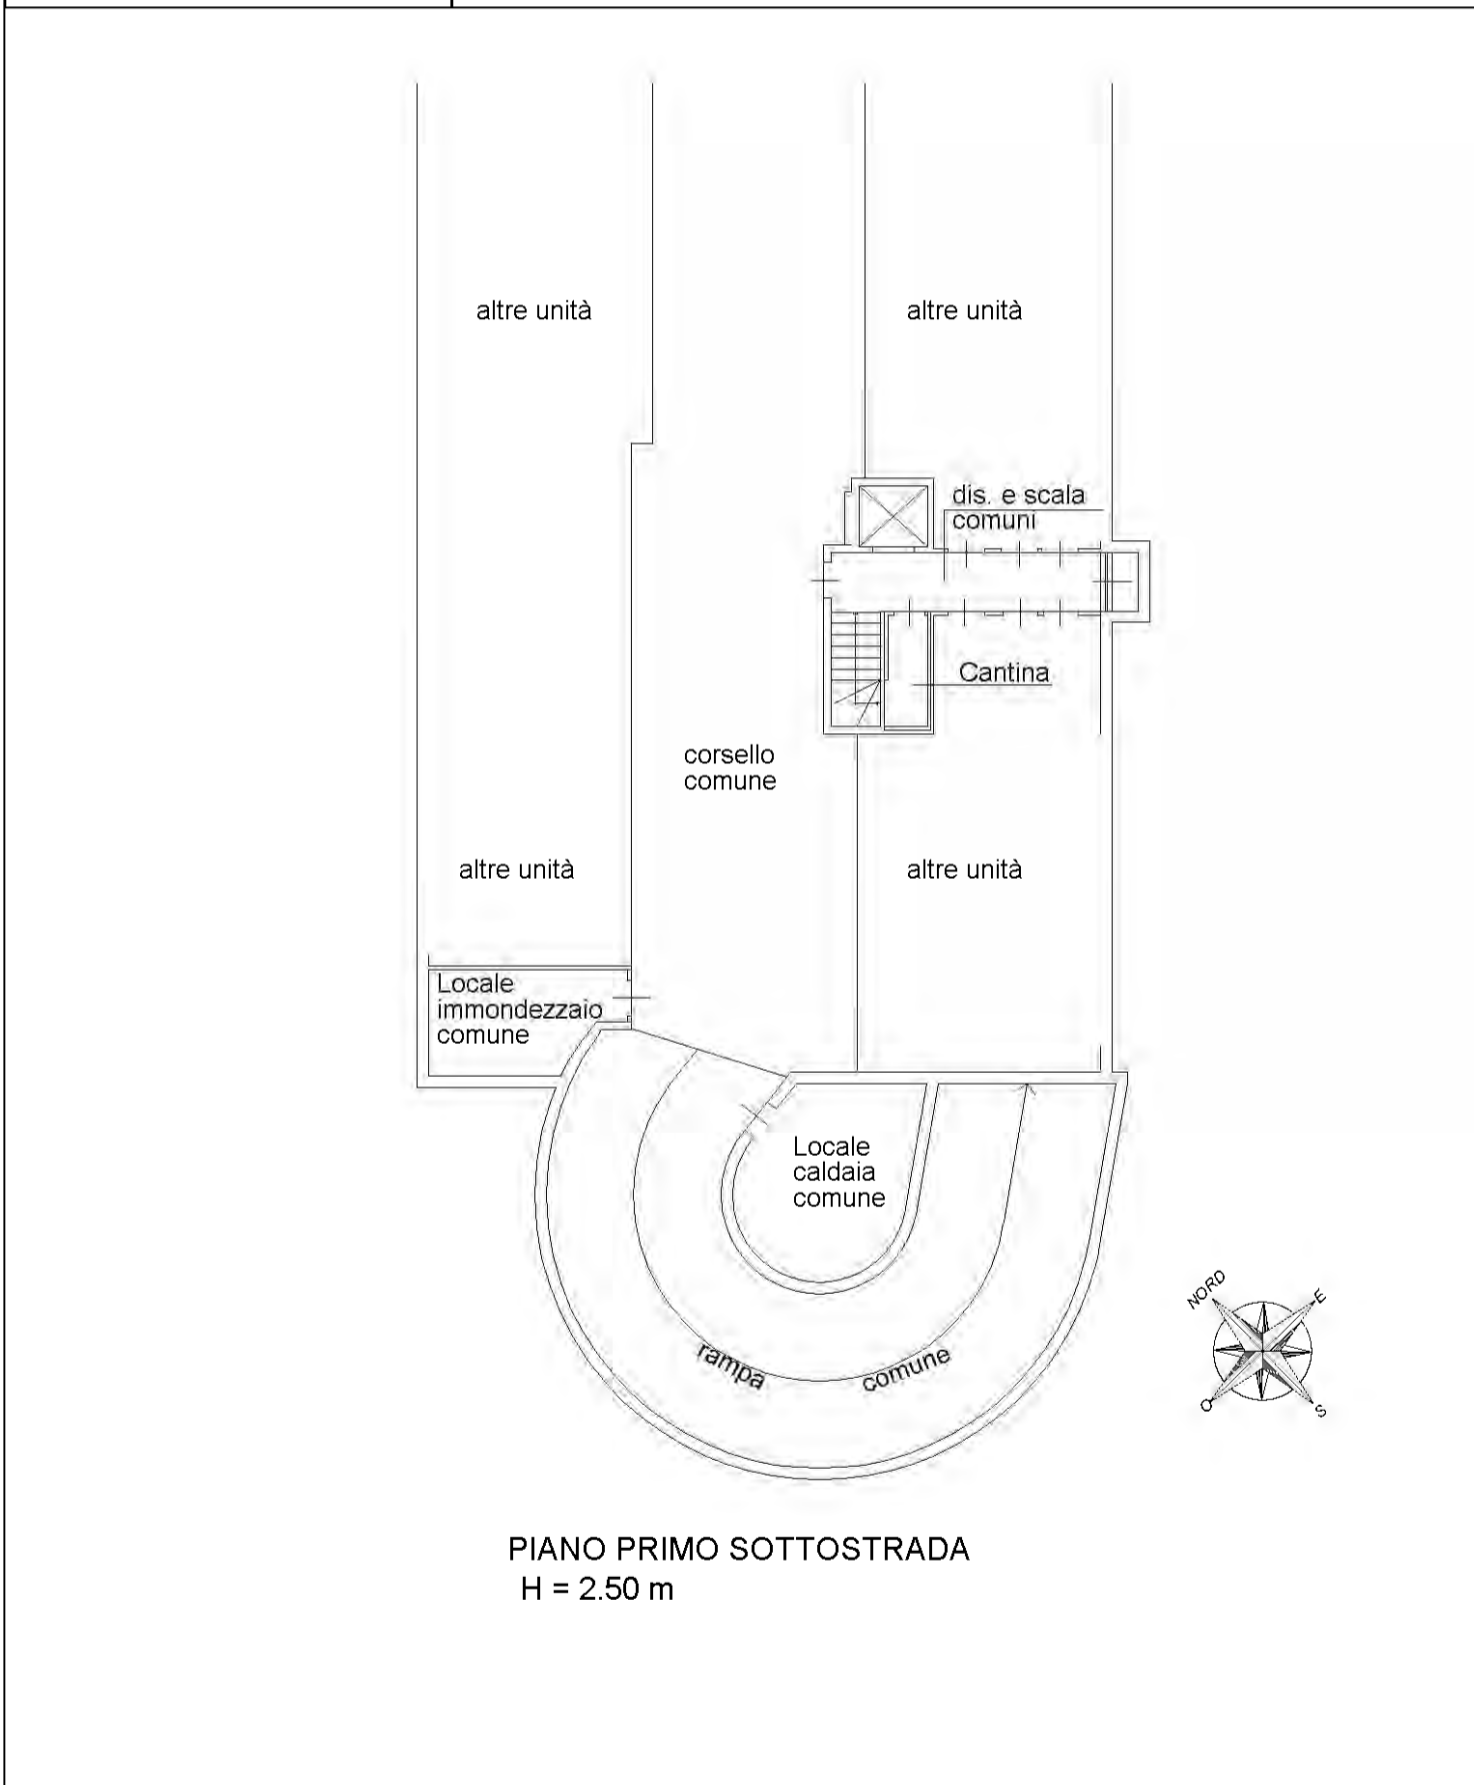 altre unità
altre unità
dis. e scala
comuni
Cantina
corsello
comune
altre unità
altre unità
Locale
immondezzaio
comune
Locale
caldaia
comune
rampa comune
NORD
E
O
S
PIANO PRIMO SOTTOSTRADA
H = 2.50 m